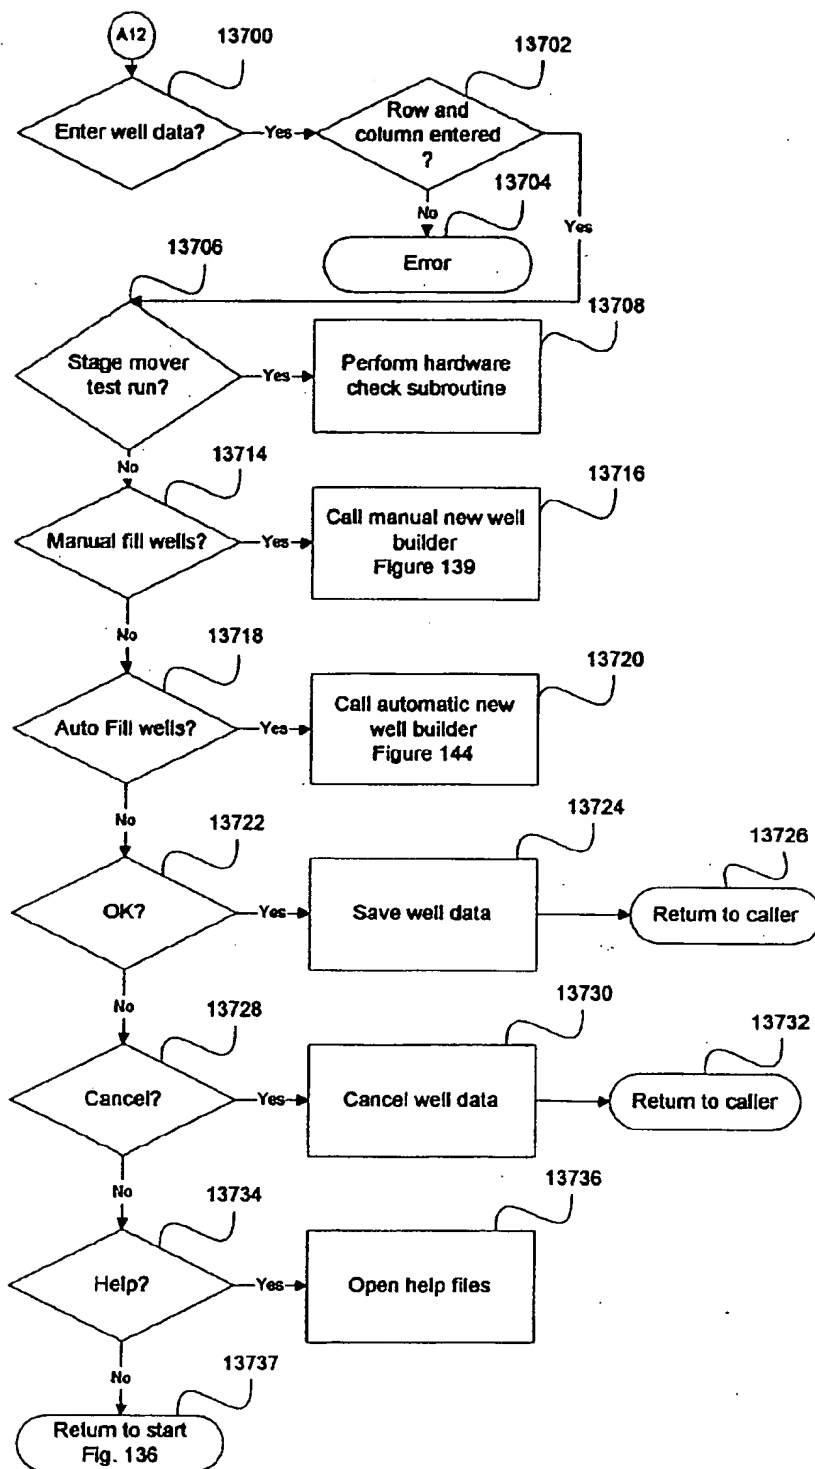 A12
13700
13702
Enter well data?
Yes
Row and
column entered
?
No
13704
Yes
Error
13706
13708
Stage mover
test run?
Yes
Perform hardware
check subroutine
No
13714
13716
Manual fill wells?
Yes
Call manual new well
builder
Figure 139
No
13718
13720
Auto Fill wells?
Yes
Call automatic new
well builder
Figure 144
No
13722
13724
13726
OK?
Yes
Save well data
Return to caller
No
13728
13730
13732
Cancel?
Yes
Cancel well data
Return to caller
No
13734
13736
Help?
Yes
Open help files
No
13737
Return to start
Fig. 136